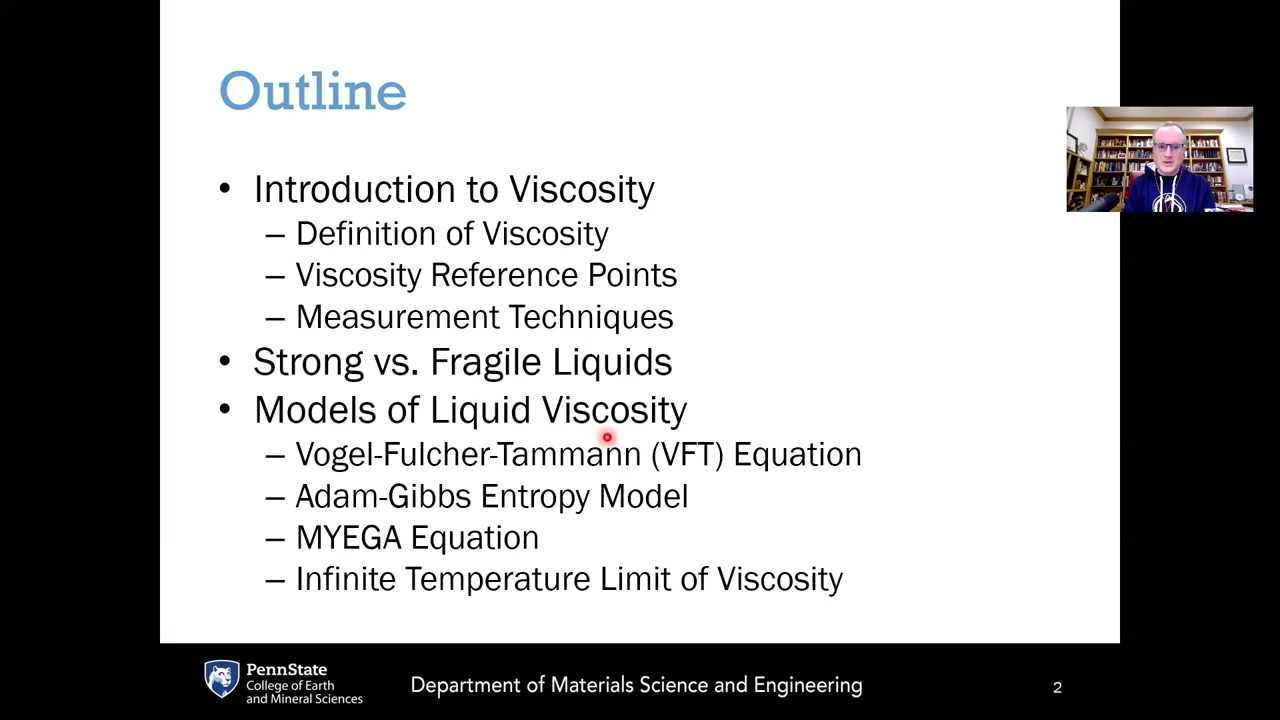 Outline
• Introduction to Viscosity
– Definition of Viscosity
– Viscosity Reference Points
– Measurement Techniques
• Strong vs. Fragile Liquids
• Models of Liquid Viscosity
– Vogel-Fulcher-Tammann (VFT) Equation
– Adam-Gibbs Entropy Model
– MYEGA Equation
– Infinite Temperature Limit of Viscosity
PennState
College of Earth
and Mineral Sciences
Department of Materials Science and Engineering
2